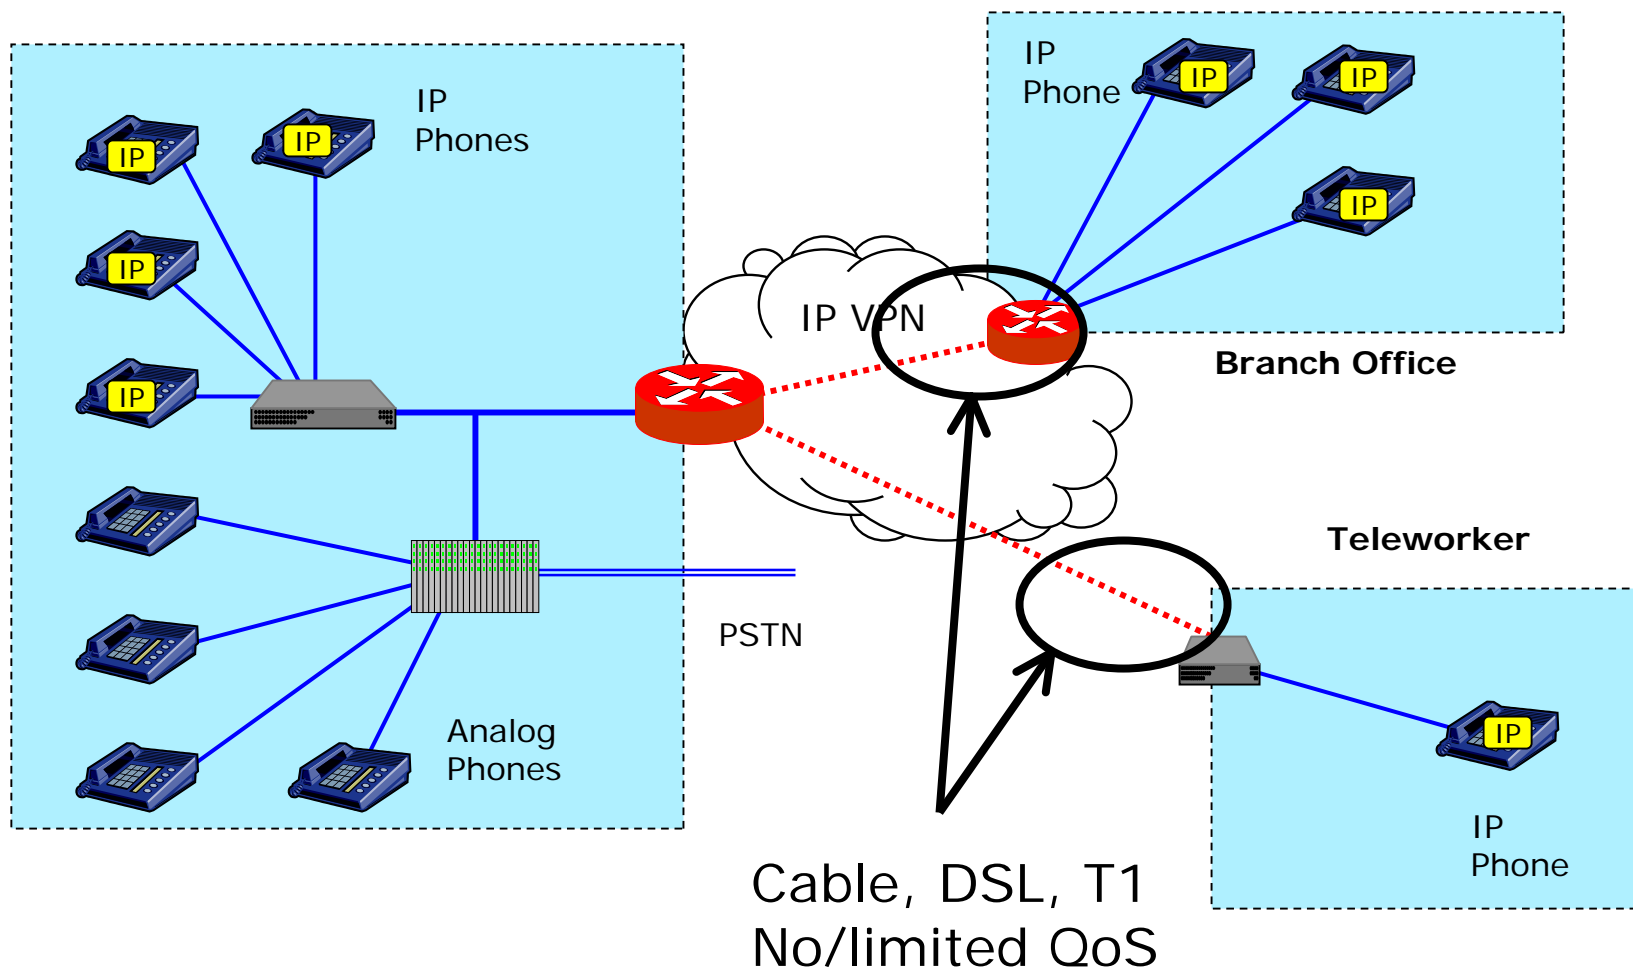 IP
Phones
IP
IP
IP
IP
Analog
Phones
PSTN
IP VPN
IP
Phone
IP
IP
IP
Branch Office
Teleworker
IP
IP
Phone
Cable, DSL, T1
No/limited QoS